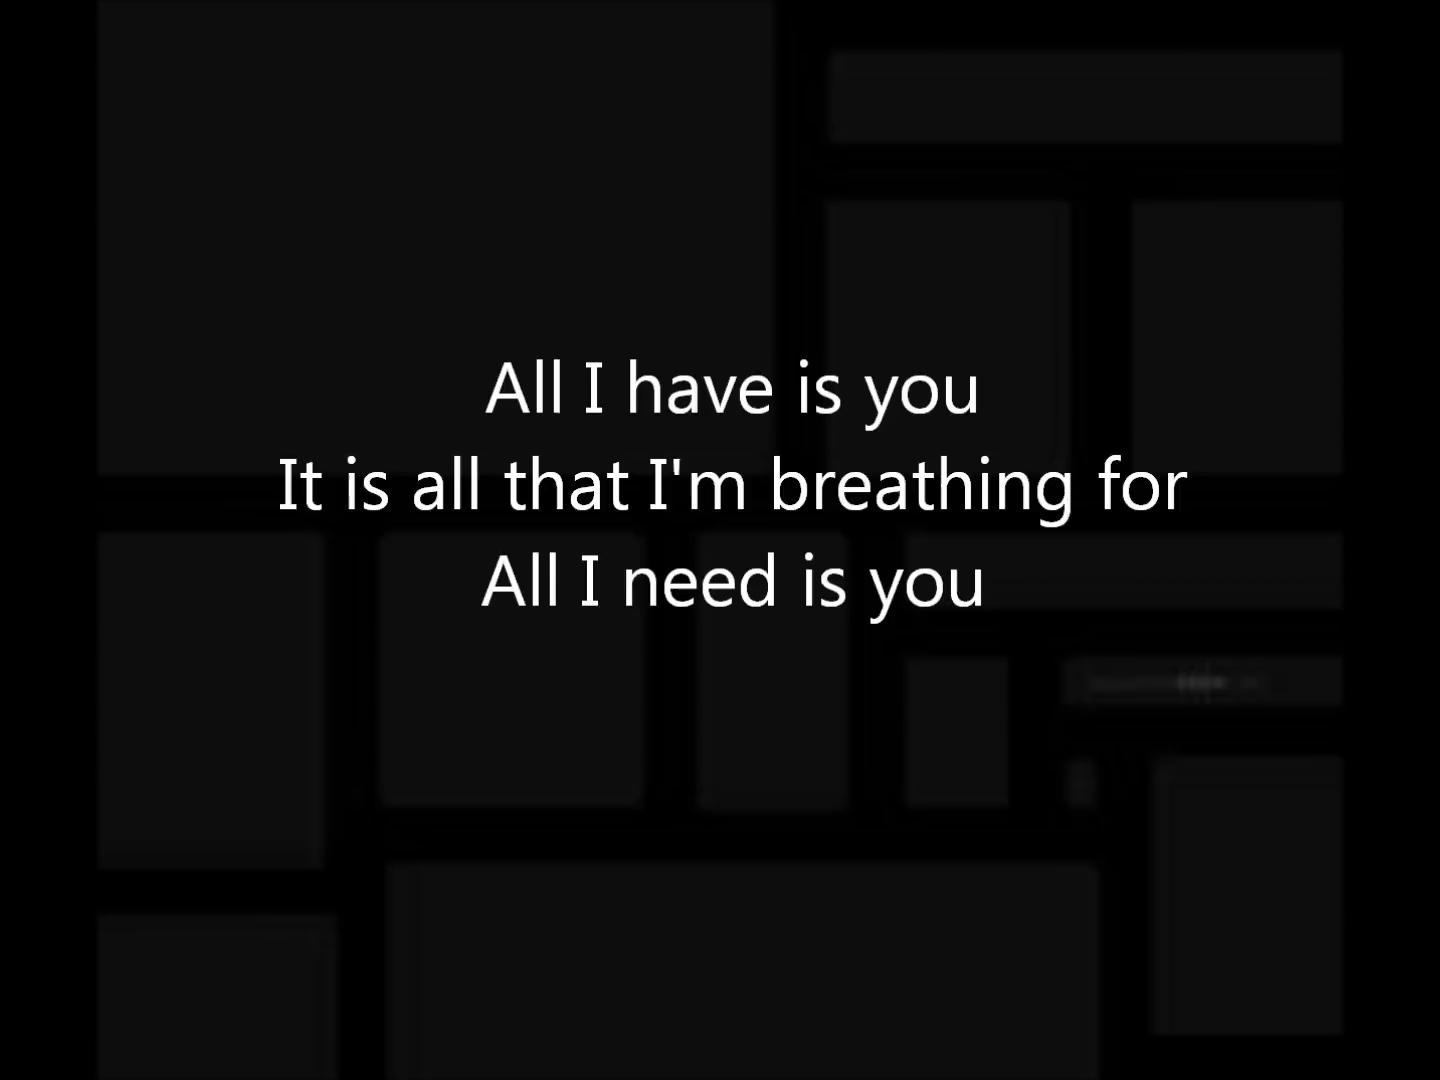 All I have is you
It is all that I'm breathing for
All I need is you